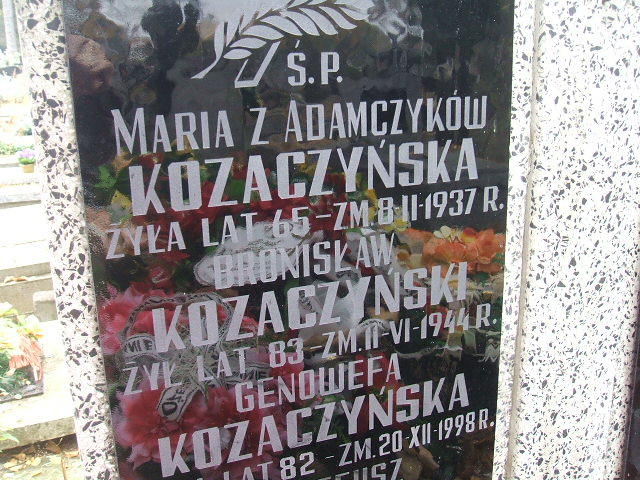 Ś.P.
MARIA Z ADAMCZYKÓW
KOZACZYŃSKA
ŻYŁA LAT 65 - ZM 8 II - 1937 R.
BRONISŁAW
KOZACZYŃSKI
ŻYŁ LAT 83 ZM. II - VI - 1944 R.
GENOWEFA
KOZACZYŃSKA
LAT 82 - ZM. 20 XII - 1998 R.